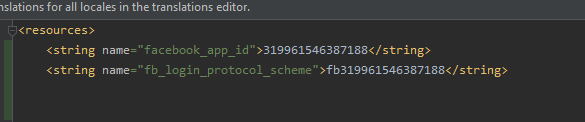 nslations for all locales in the translations editor.
<resources>
<string name="facebook_app_id">319961546387188</string>
<string name="fb_login_protocol_scheme">fb319961546387188</string>